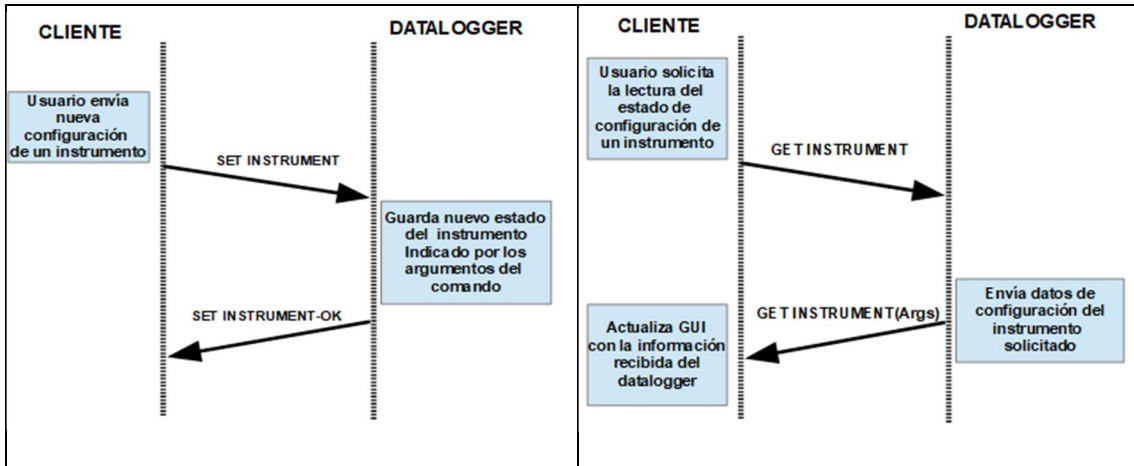 CLIENTE
DATALOGGER
Usuario envía
nueva
configuración
de un instrumento
SET INSTRUMENT
Guarda nuevo estado
del instrumento
Indicado por los
argumentos del
comando
SET INSTRUMENT-OK
CLIENTE
DATALOGGER
Usuario solicita
la lectura del
estado de
configuración de
un instrumento
GET INSTRUMENT
Envía datos de
configuración del
instrumento
solicitado
GET INSTRUMENT(Args)
Actualiza GUI
con la información
recibida del
datalogger